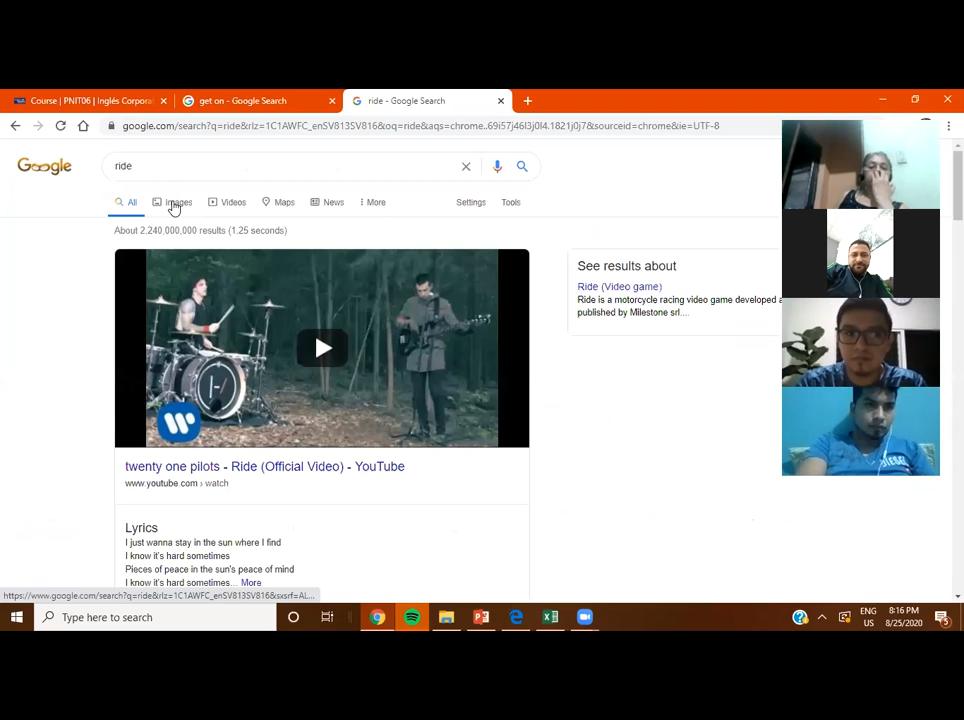 Course | PNIT06 | Inglés Corpora
get on - Google Search
ride - Google Search
google.com/search?q=ride&rlz=1C1AWFC_enSV813SV816&oq=ride&aqs=chrome..69i57j46l3j0l4.1821j0j7&sourceid=chrome&ie=UTF-8
Google
ride
All
Images
Videos
Maps
News
More
Settings
Tools
About 2,240,000,000 results (1.25 seconds)
See results about
Ride (Video game)
Ride is a motorcycle racing video game developed a
published by Milestone srl....
twenty one pilots - Ride (Official Video) - YouTube
www.youtube.com › watch
Lyrics
I just wanna stay in the sun where I find
I know it's hard sometimes
Pieces of peace in the sun's peace of mind
I know it's hard sometimes... More
https://www.google.com/search?q=ride&rlz=1C1AWFC_enSV813SV816&sxsrf=AL...
Type here to search
ENG
US
8:16 PM
8/25/2020
5